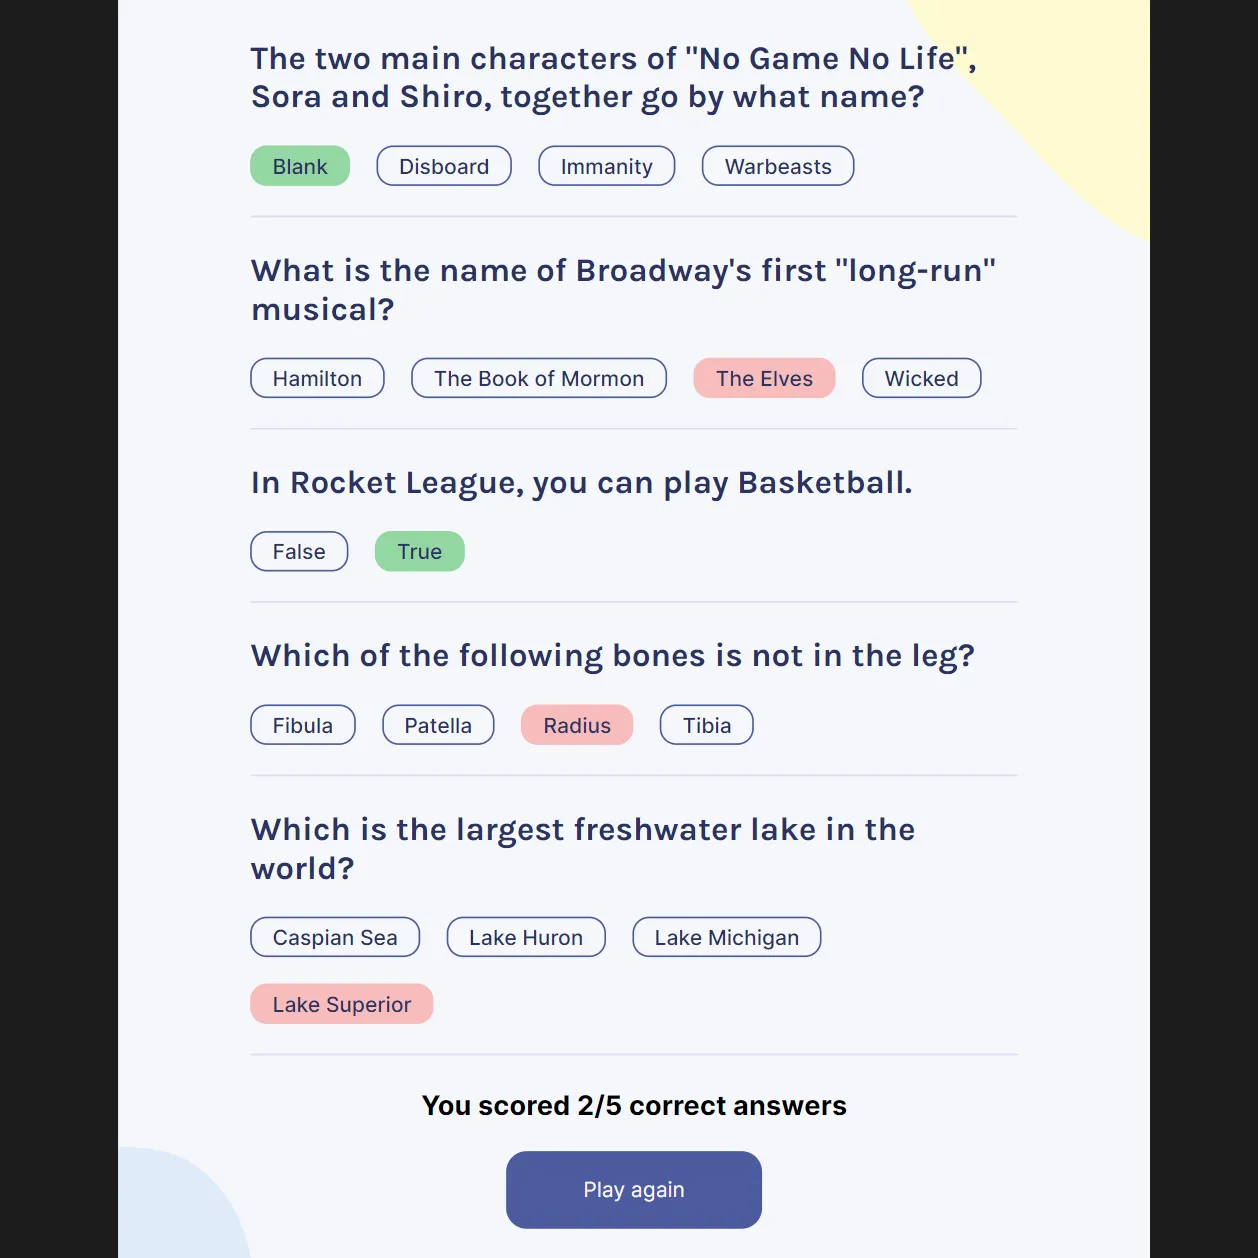 The two main characters of "No Game No Life",
Sora and Shiro, together go by what name?
Blank Disboard Immanity Warbeasts
What is the name of Broadway's first "long-run"
musical?
Hamilton The Book of Mormon The Elves Wicked
In Rocket League, you can play Basketball.
False True
Which of the following bones is not in the leg?
Fibula Patella Radius Tibia
Which is the largest freshwater lake in the
world?
Caspian Sea Lake Huron Lake Michigan
Lake Superior
You scored 2/5 correct answers
Play again